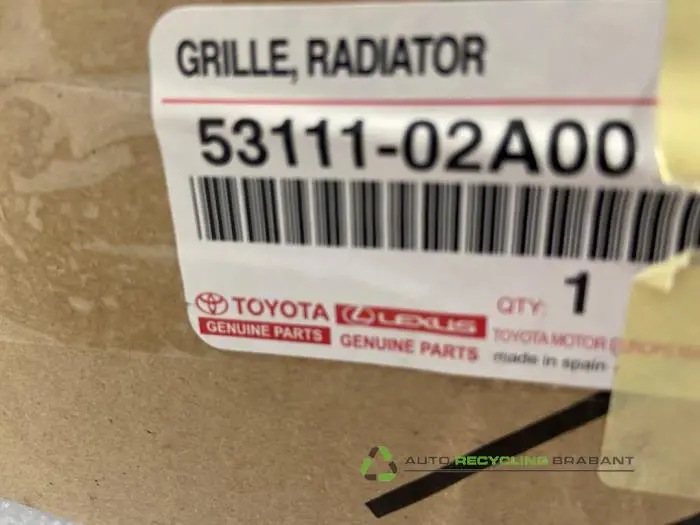 GRILLE, RADIATOR
53111-02A00
QTY: 1
TOYOTA LEXUS
GENUINE PARTS GENUINE PARTS
TOYOTA MOTOR EUROPE
made in spain
AUTO RECYCLING BRABANT